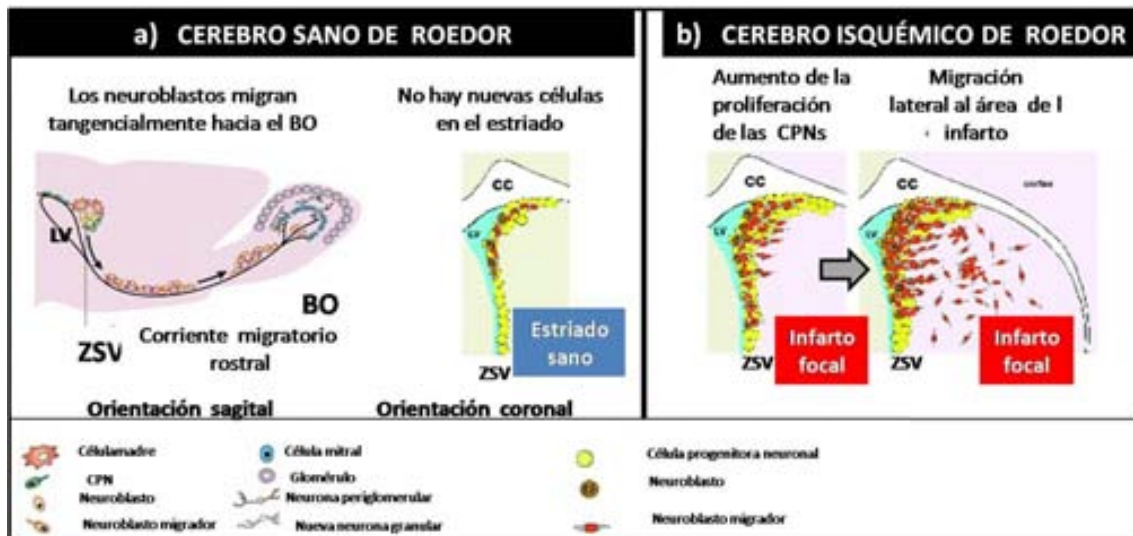 a) CEREBRO SANO DE ROEDOR
Los neuroblastos migran
tangencialmente hacia el BO
No hay nuevas células
en el estriado
LV
ZSV
BO
Corriente migratorio
rostral
Orientación sagital
CC
LV
ZSV
Estriado
sano
Orientación coronal
b) CEREBRO ISQUÉMICO DE ROEDOR
Aumento de la
proliferación
de las CPNs
Migración
lateral al área de l
infarto
CC
LV
ZSV
Infarto
focal
CC
cortex
LV
ZSV
Infarto
focal
Célulamadre
CPN
Neuroblasto
Neuroblasto migrador
Célula mitral
Glomérulo
Neurona periglomerular
Nueva neurona granular
Célula progenitora neuronal
Neuroblasto
Neuroblasto migrador